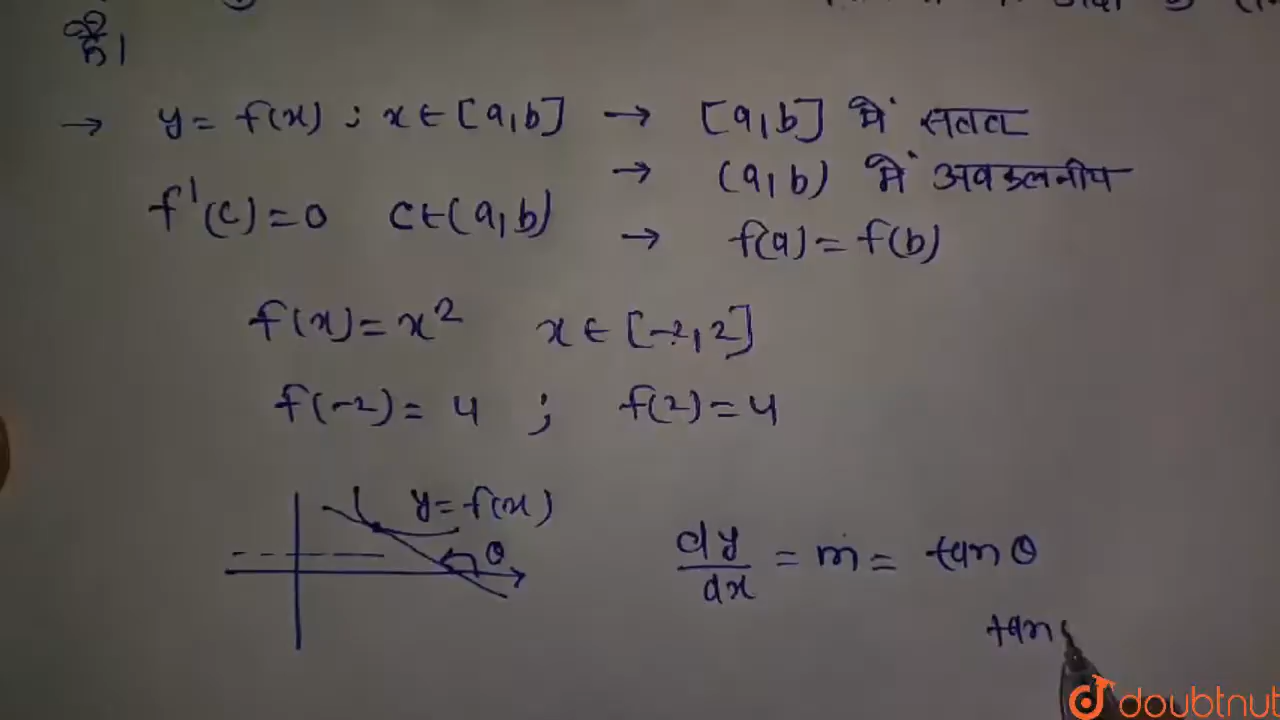 है।
→ y = f(x) ; x ∈ [a,b] → [a,b] में सतत
→ (a,b) में अवकलनीय
f'(c) = 0 c ∈ (a,b) → f(a) = f(b)
f(x) = x² x ∈ [-2,2]
f(-2) = 4 ; f(2) = 4
y = f(x)
θ
dy/dx = m = tan θ
tan
doubtnut